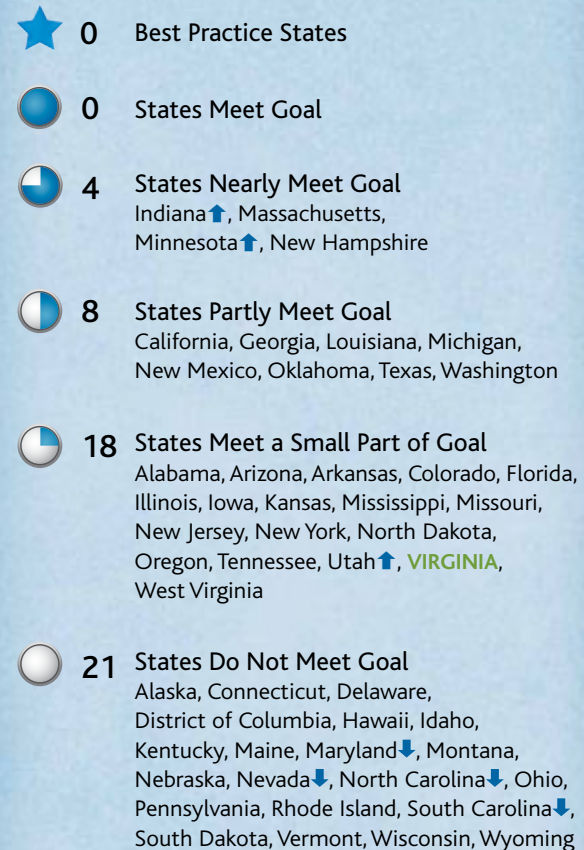 0 Best Practice States
0 States Meet Goal
4 States Nearly Meet Goal
Indiana⬆, Massachusetts,
Minnesota⬆, New Hampshire
8 States Partly Meet Goal
California, Georgia, Louisiana, Michigan,
New Mexico, Oklahoma, Texas, Washington
18 States Meet a Small Part of Goal
Alabama, Arizona, Arkansas, Colorado, Florida,
Illinois, Iowa, Kansas, Mississippi, Missouri,
New Jersey, New York, North Dakota,
Oregon, Tennessee, Utah⬆, VIRGINIA,
West Virginia
21 States Do Not Meet Goal
Alaska, Connecticut, Delaware,
District of Columbia, Hawaii, Idaho,
Kentucky, Maine, Maryland⬇, Montana,
Nebraska, Nevada⬇, North Carolina⬇, Ohio,
Pennsylvania, Rhode Island, South Carolina⬇,
South Dakota, Vermont, Wisconsin, Wyoming